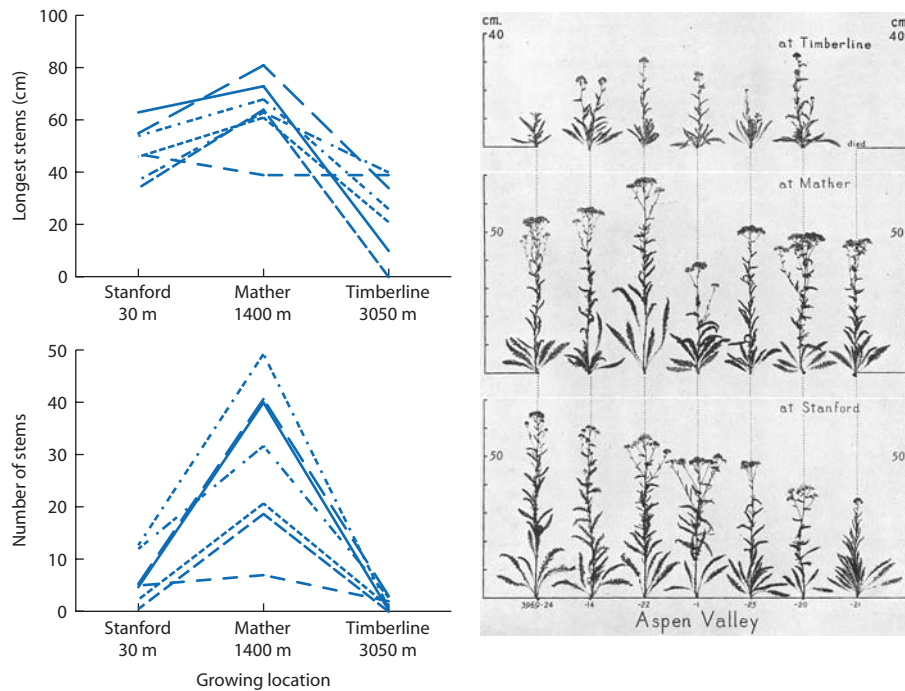 100
80
60
40
20
0
Longest stems (cm)
Stanford
30 m
Mather
1400 m
Timberline
3050 m
50
40
30
20
10
0
Number of stems
Stanford
30 m
Mather
1400 m
Timberline
3050 m
Growing location
cm.
cm
40
40
at Timberline
died
at Mather
50
50
at Stanford
50
50
3969-24
-14
-22
-1
-25
-20
-21
Aspen Valley